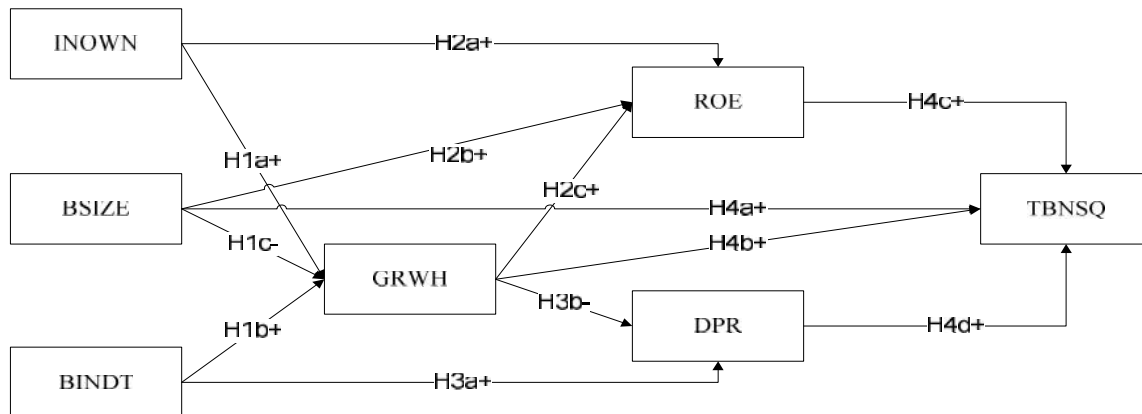 INOWN
H2a+
ROE
H4c+
H1a+
H2b+
H2c+
BSIZE
H4a+
TBNSQ
H1c-
H4b+
GRWH
H3b-
H1b+
DPR
H4d+
BINDT
H3a+